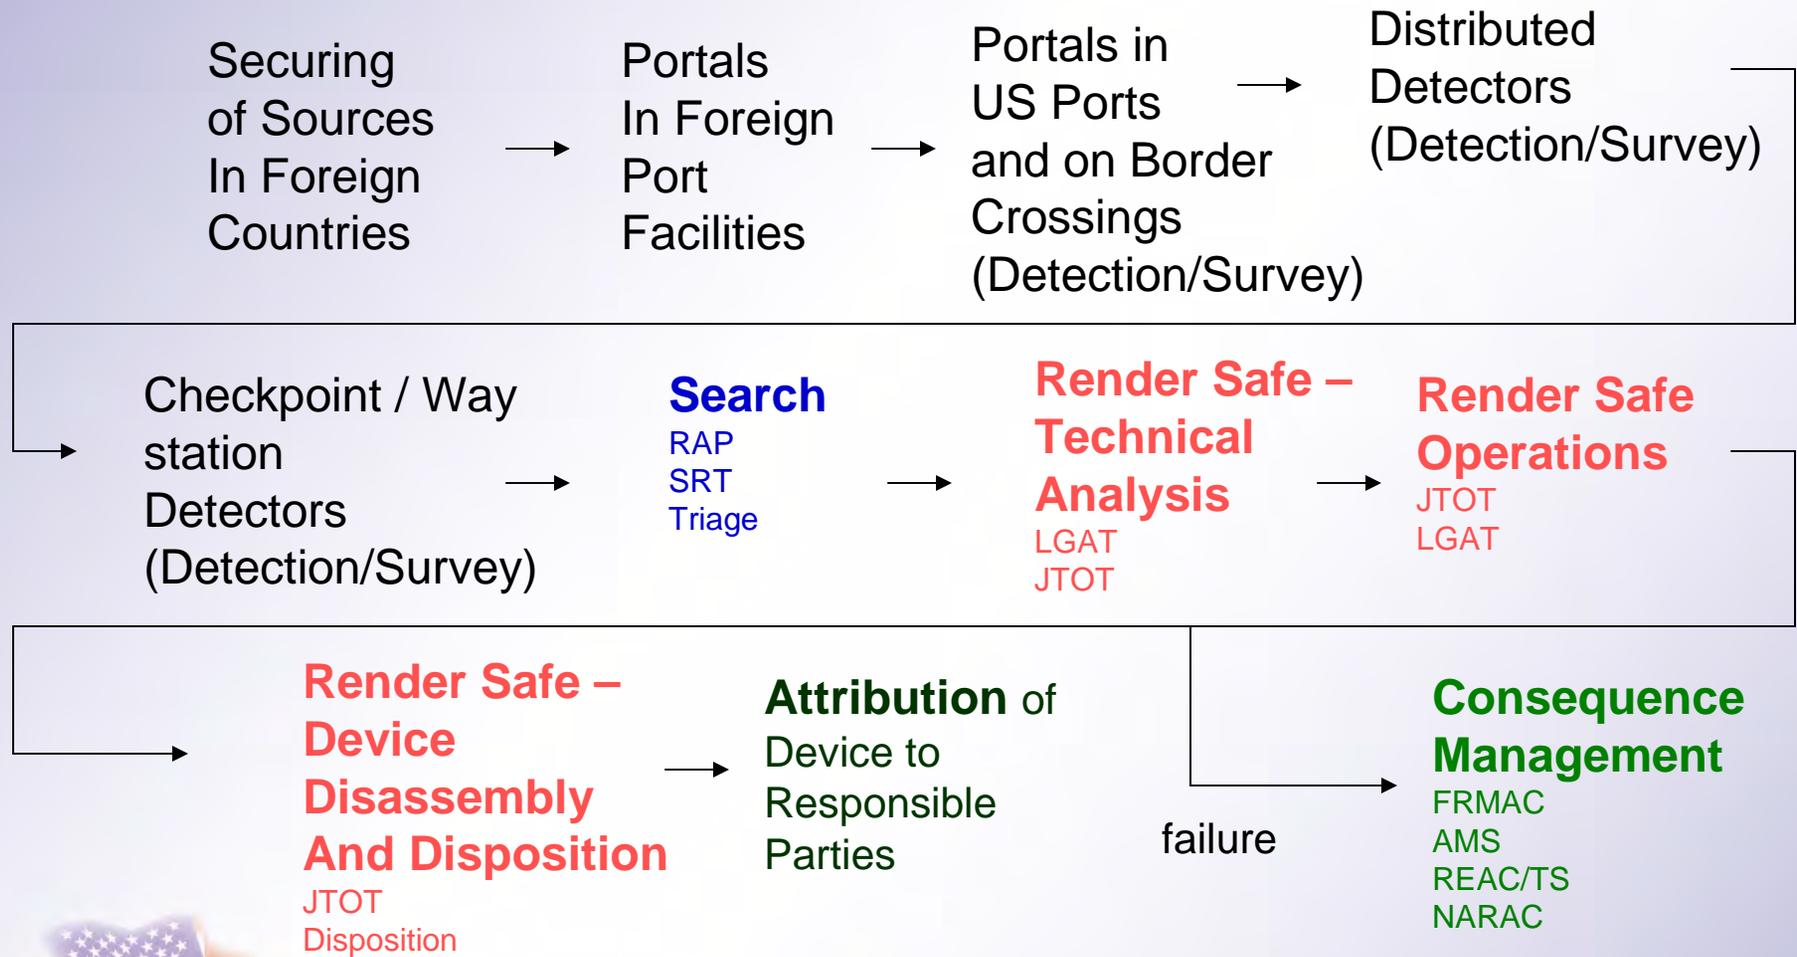 Securing
of Sources
In Foreign
Countries
Portals
In Foreign
Port
Facilities
Portals in
US Ports
and on Border
Crossings
(Detection/Survey)
Distributed
Detectors
(Detection/Survey)
Checkpoint / Way
station
Detectors
(Detection/Survey)
Search
RAP
SRT
Triage
Render Safe –
Technical
Analysis
LGAT
JTOT
Render Safe
Operations
JTOT
LGAT
Render Safe –
Device
Disassembly
And Disposition
JTOT
Disposition
Attribution of
Device to
Responsible
Parties
failure
Consequence
Management
FRMAC
AMS
REAC/TS
NARAC